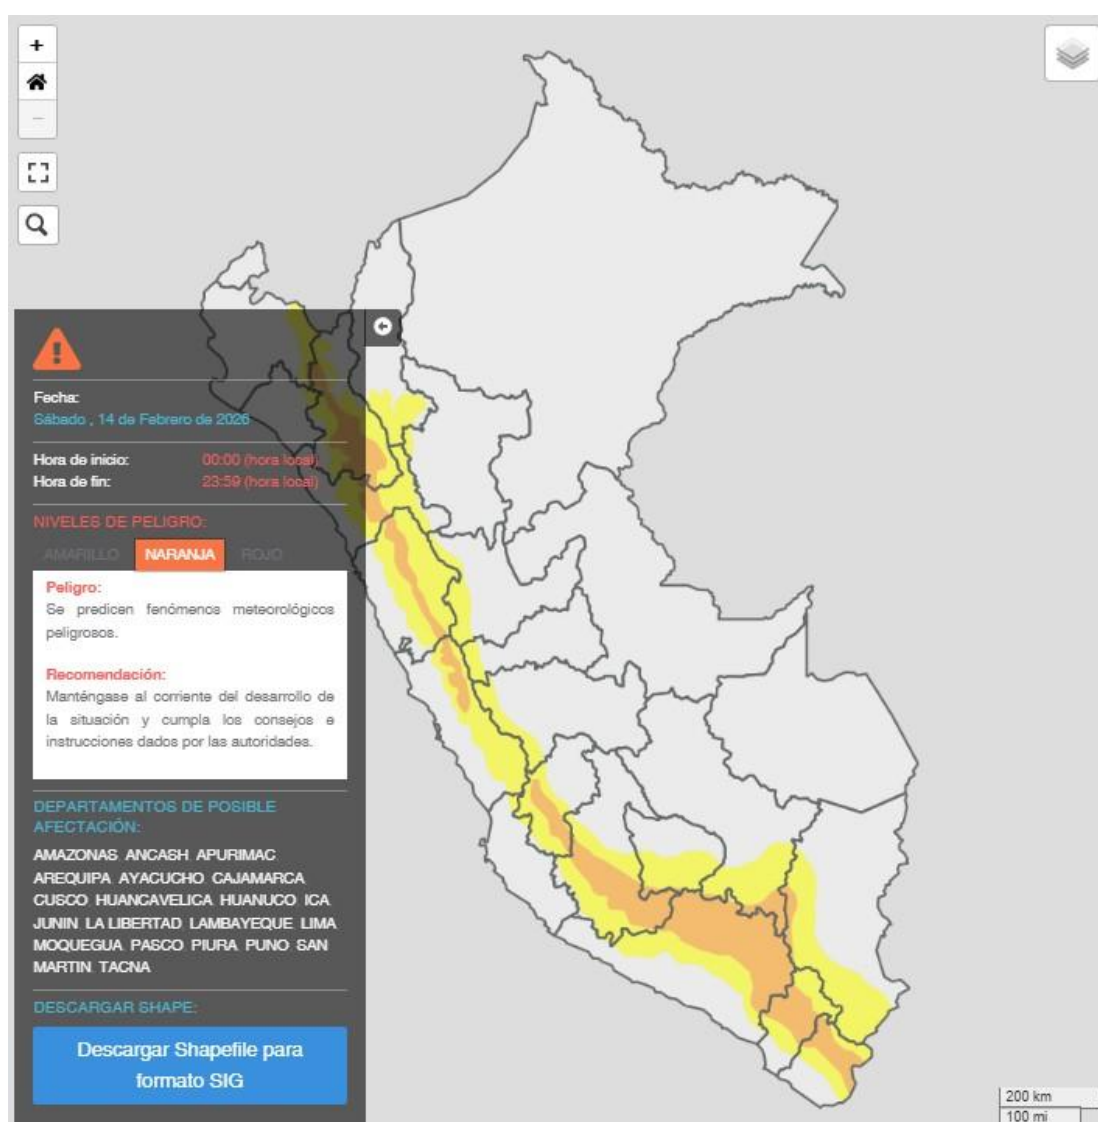 +
−
Fecha:
Sábado , 14 de Febrero de 2026
Hora de inicio: 00:00 (hora local)
Hora de fin: 23:59 (hora local)
NIVELES DE PELIGRO:
AMARILLO NARANJA ROJO
Peligro:
Se predicen fenómenos meteorológicos
peligrosos.
Recomendación:
Manténgase al corriente del desarrollo de
la situación y cumpla los consejos e
instrucciones dados por las autoridades.
DEPARTAMENTOS DE POSIBLE
AFECTACIÓN:
AMAZONAS ANCASH APURIMAC
AREQUIPA AYACUCHO CAJAMARCA
CUSCO HUANCAVELICA HUANUCO ICA
JUNIN LA LIBERTAD LAMBAYEQUE LIMA
MOQUEGUA PASCO PIURA PUNO SAN
MARTIN TACNA
DESCARGAR SHAPE:
Descargar Shapefile para
formato SIG
200 km
100 mi